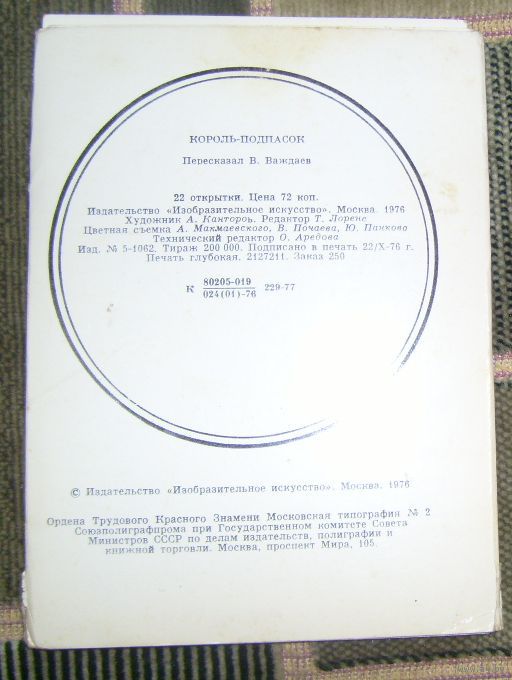 КОРОЛЬ-ПОДПАСОК
Пересказал В. Важдаев
22 открытки. Цена 72 коп.
Издательство «Изобразительное искусство». Москва. 1976
Художник А. Канторов. Редактор Т. Лоренс
Цветная съемка А. Махмаевского, В. Почаева, Ю. Панкова
Технический редактор О. Аредова
Изд. № 5-1062. Тираж 200 000. Подписано в печать 22/X-76 г.
Печать глубокая. 2127211. Заказ 250
К 80205-019 229-77
024(01)-76
© Издательство «Изобразительное искусство». Москва. 1976
Ордена Трудового Красного Знамени Московская типография № 2
Союзполиграфпрома при Государственном комитете Совета
Министров СССР по делам издательств, полиграфии и
книжной торговли. Москва, проспект Мира, 105.